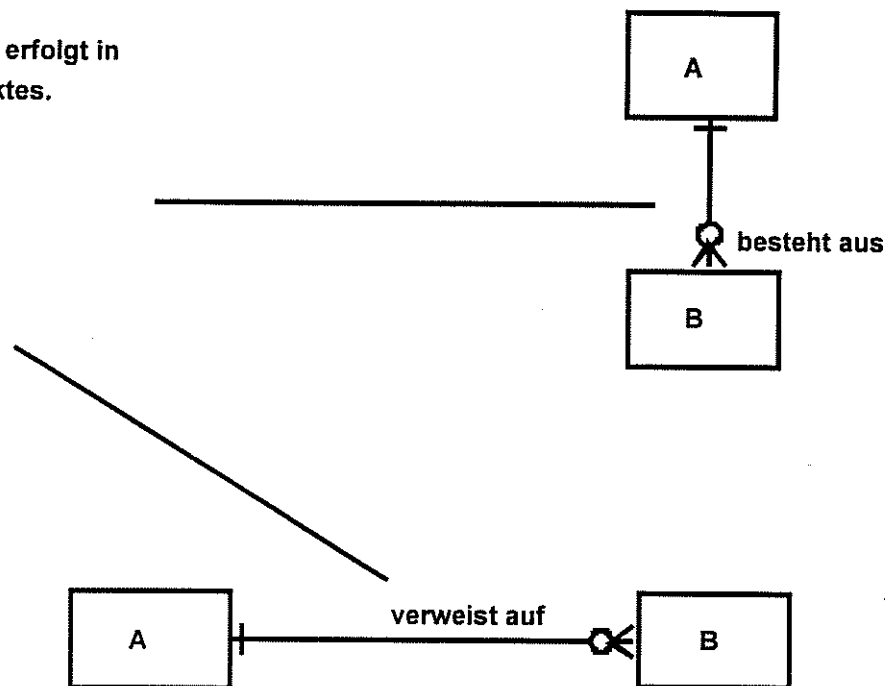 erfolgt in
ktes.
A
besteht aus
B
verweist auf
A
B